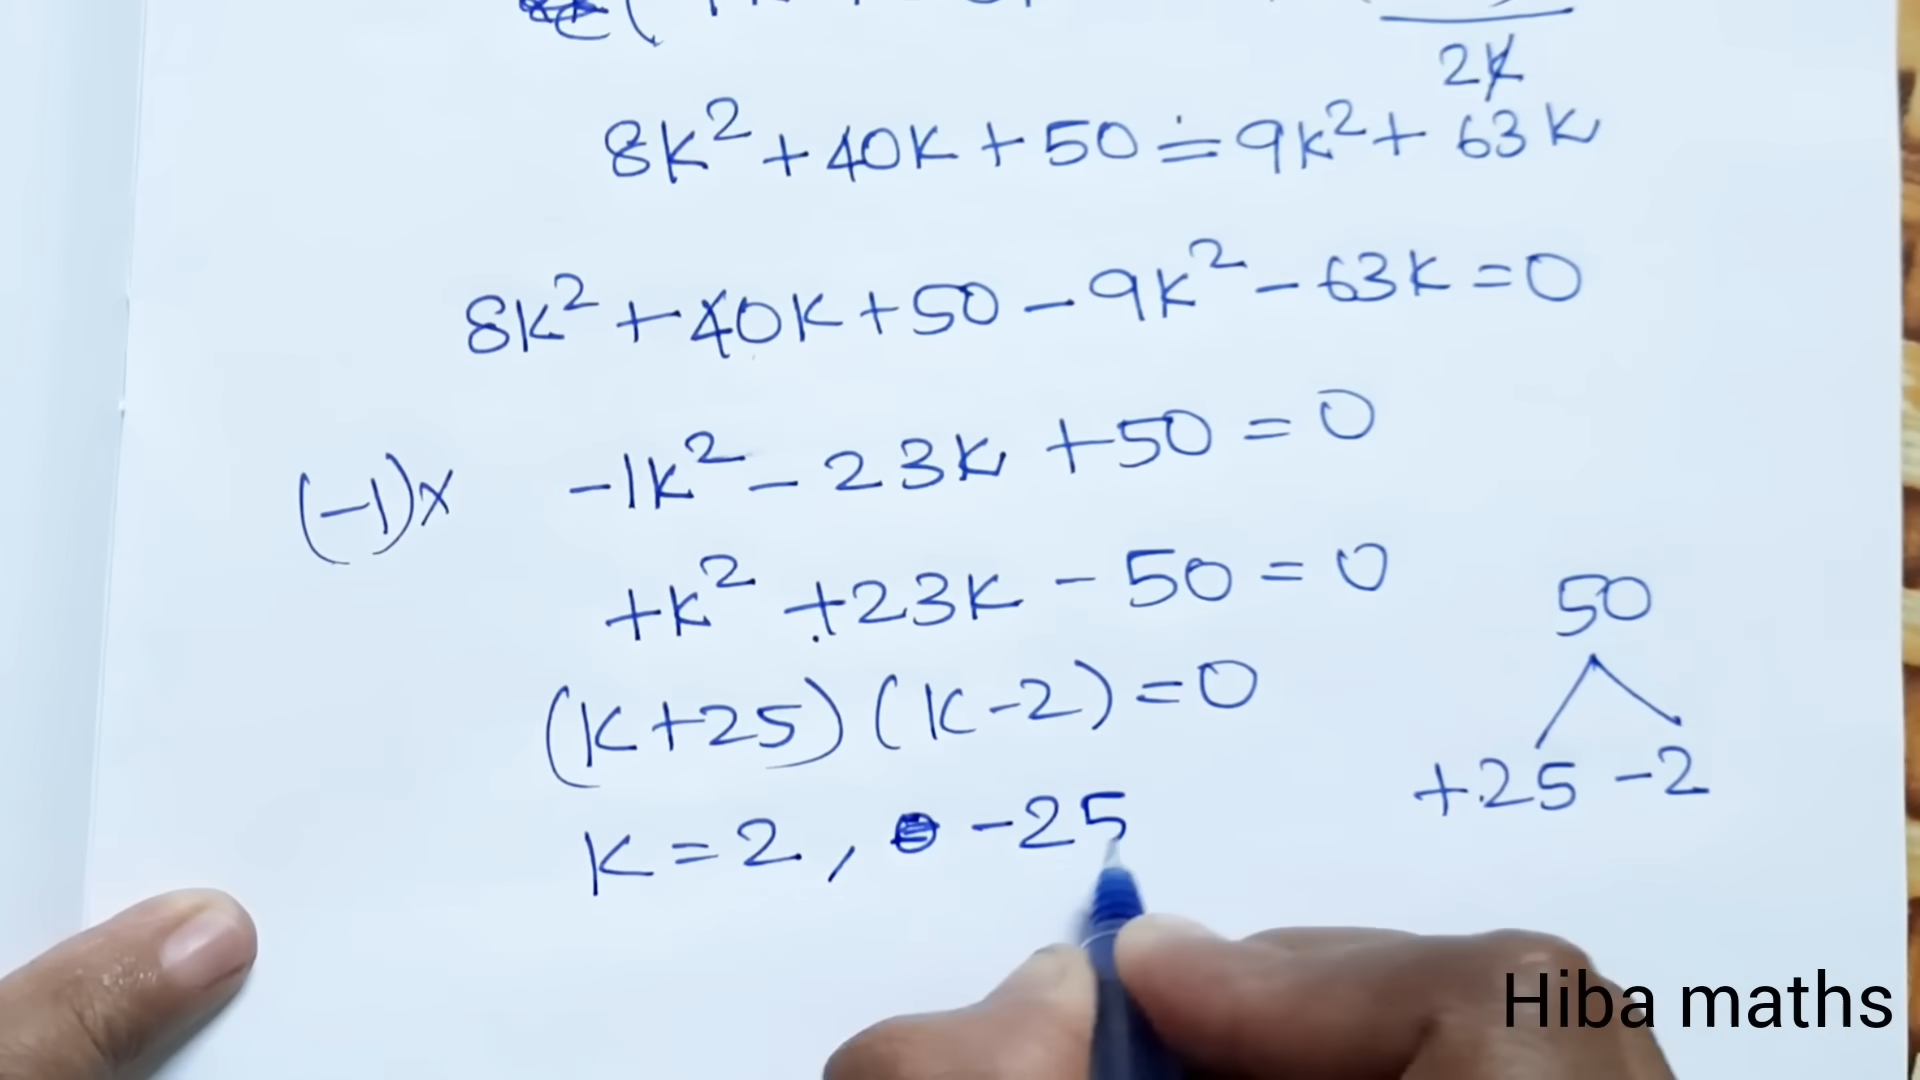 2k
8k² + 40k + 50 = 9k² + 63k
8k² + 40k + 50 - 9k² - 63k = 0
(-1)x -1k² - 23k + 50 = 0
+k² + 23k - 50 = 0
50
(k+25) (k-2) = 0
+25 -2
k = 2, -25
Hiba maths